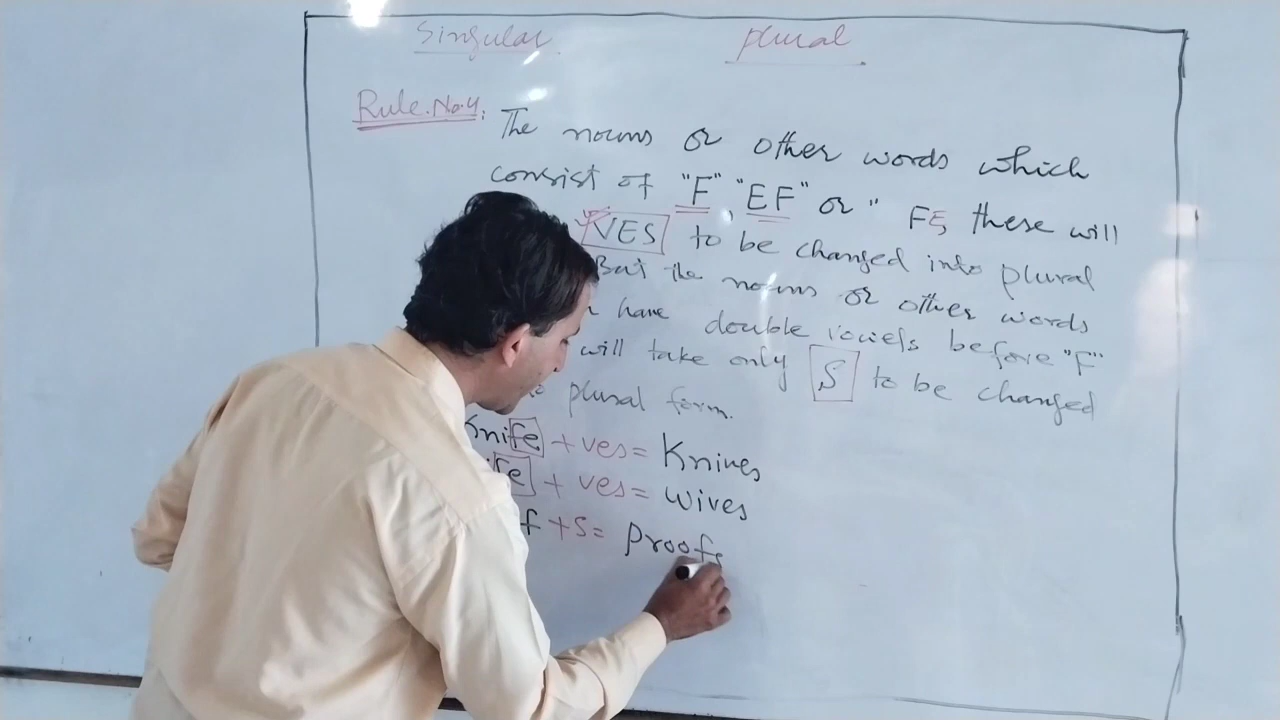 Singular plural
Rule.No.4: The nouns or other words which
consist of "F", "EF" or " FE, these will
VES to be changed into plural
But the nouns or other words
have double vowels before "F"
will take only S to be changed
plural form.
Knife + ves = Knives
fe + ves = wives
f + s = proofs